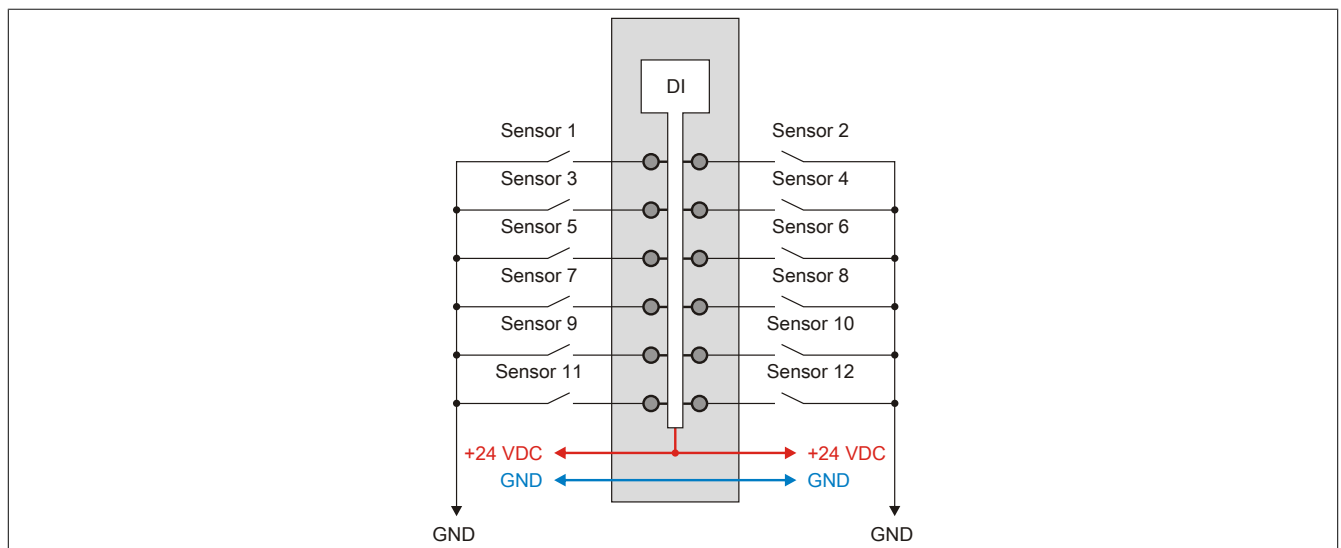 DI
Sensor 1 Sensor 2
Sensor 3 Sensor 4
Sensor 5 Sensor 6
Sensor 7 Sensor 8
Sensor 9 Sensor 10
Sensor 11 Sensor 12
+24 VDC +24 VDC
GND GND
GND GND